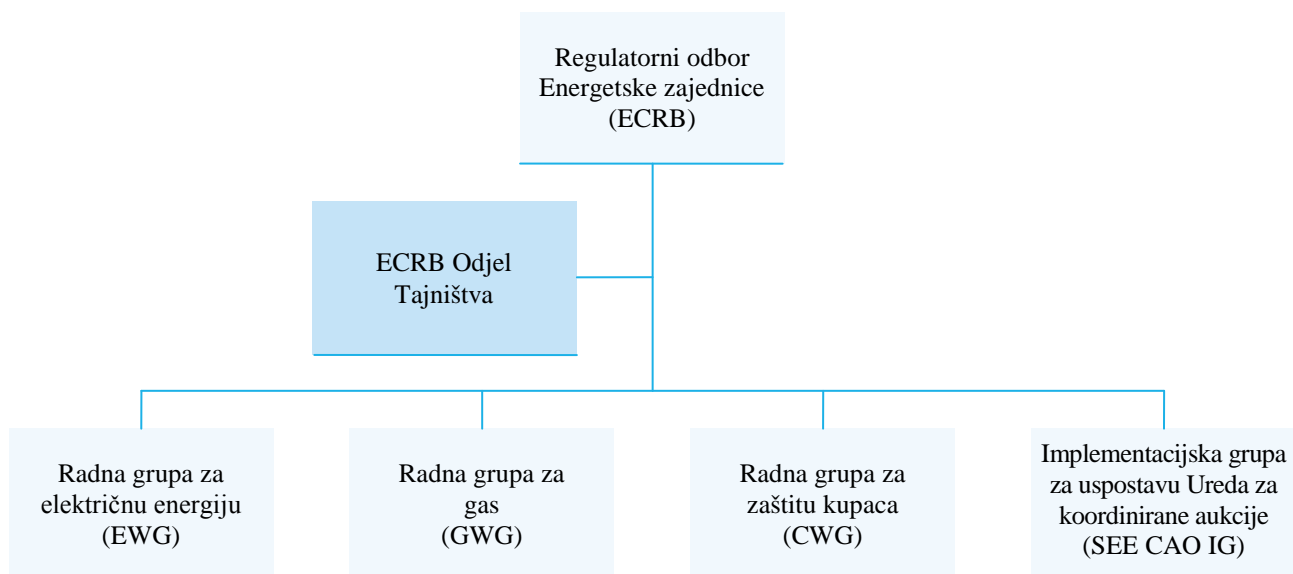 Regulatorni odbor
Energetske zajednice
(ECRB)
ECRB Odjel
Tajništva
Radna grupa za
električnu energiju
(EWG)
Radna grupa za
gas
(GWG)
Radna grupa za
zaštitu kupaca
(CWG)
Implementacijska grupa
za uspostavu Ureda za
koordinirane aukcije
(SEE CAO IG)